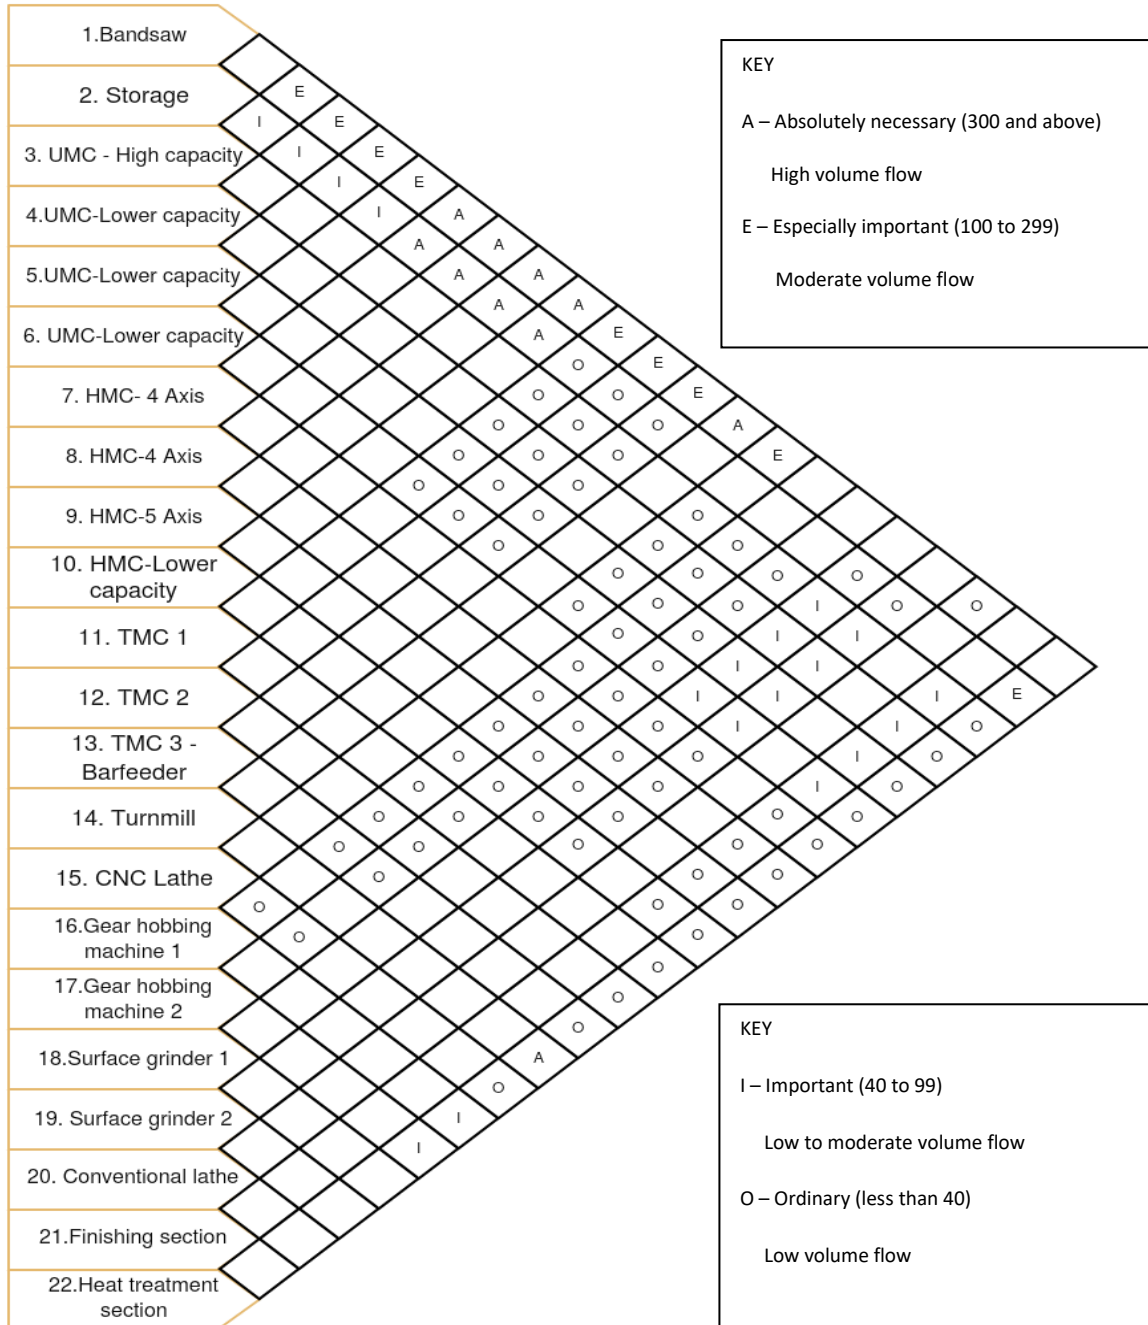 1.Bandsaw
2. Storage
3. UMC - High capacity
4.UMC-Lower capacity
5.UMC-Lower capacity
6. UMC-Lower capacity
7. HMC- 4 Axis
8. HMC-4 Axis
9. HMC-5 Axis
10. HMC-Lower
capacity
11. TMC 1
12. TMC 2
13. TMC 3 -
Barfeeder
14. Turnmill
15. CNC Lathe
16.Gear hobbing
machine 1
17.Gear hobbing
machine 2
18.Surface grinder 1
19. Surface grinder 2
20. Conventional lathe
21.Finishing section
22.Heat treatment
section
E
I E
I E
I E
I A
A A
A A
A A
A E
O E
O O E
O O O A
O O O E
O O O
O O O
O O O
O O O O
O O O I O O
O O I I
O O I I
O O I I I E
O O O I I O
O O O O I O
O O O O I O
O O O O O O
O O O O O
O O O
O O O
O O
O
O
O
A
O
I
I
KEY
A – Absolutely necessary (300 and above)
High volume flow
E – Especially important (100 to 299)
Moderate volume flow
KEY
I – Important (40 to 99)
Low to moderate volume flow
O – Ordinary (less than 40)
Low volume flow